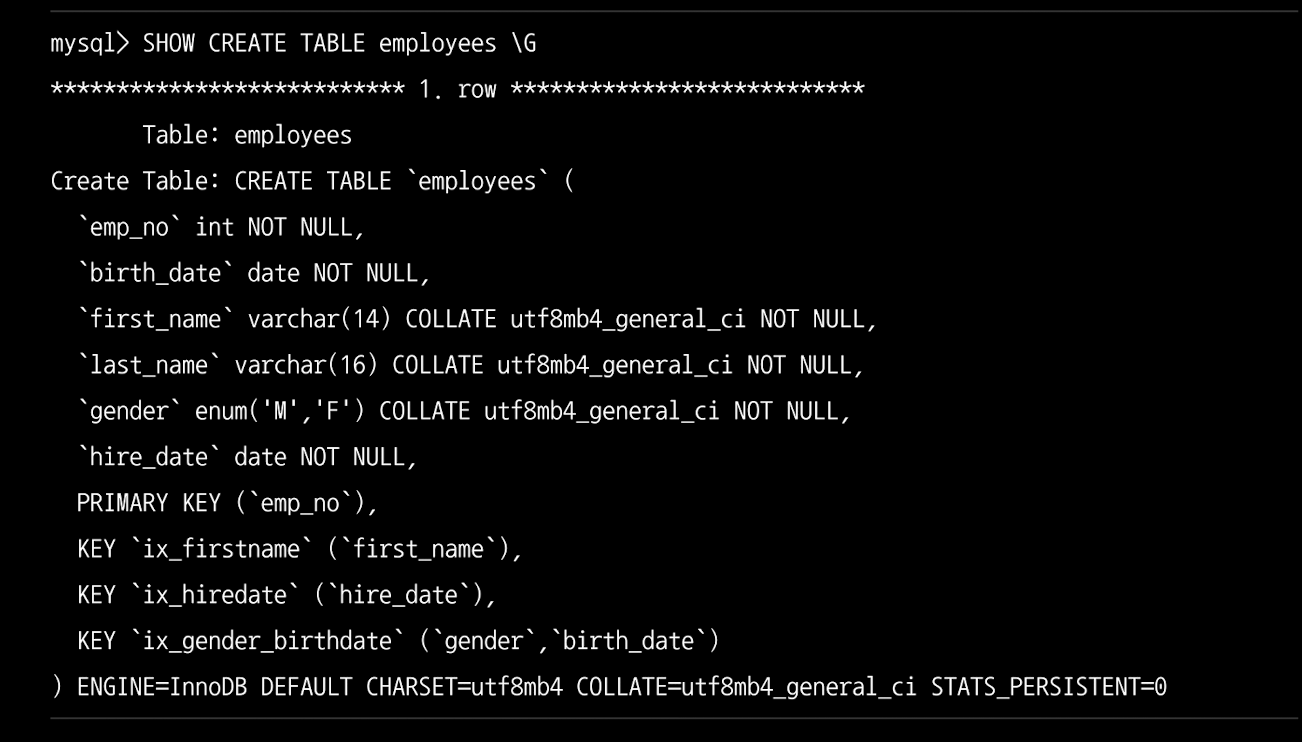 mysql> SHOW CREATE TABLE employees \G
*************************** 1. row ***************************
       Table: employees
Create Table: CREATE TABLE `employees` (
  `emp_no` int NOT NULL,
  `birth_date` date NOT NULL,
  `first_name` varchar(14) COLLATE utf8mb4_general_ci NOT NULL,
  `last_name` varchar(16) COLLATE utf8mb4_general_ci NOT NULL,
  `gender` enum('M','F') COLLATE utf8mb4_general_ci NOT NULL,
  `hire_date` date NOT NULL,
  PRIMARY KEY (`emp_no`),
  KEY `ix_firstname` (`first_name`),
  KEY `ix_hiredate` (`hire_date`),
  KEY `ix_gender_birthdate` (`gender`,`birth_date`)
) ENGINE=InnoDB DEFAULT CHARSET=utf8mb4 COLLATE=utf8mb4_general_ci STATS_PERSISTENT=0